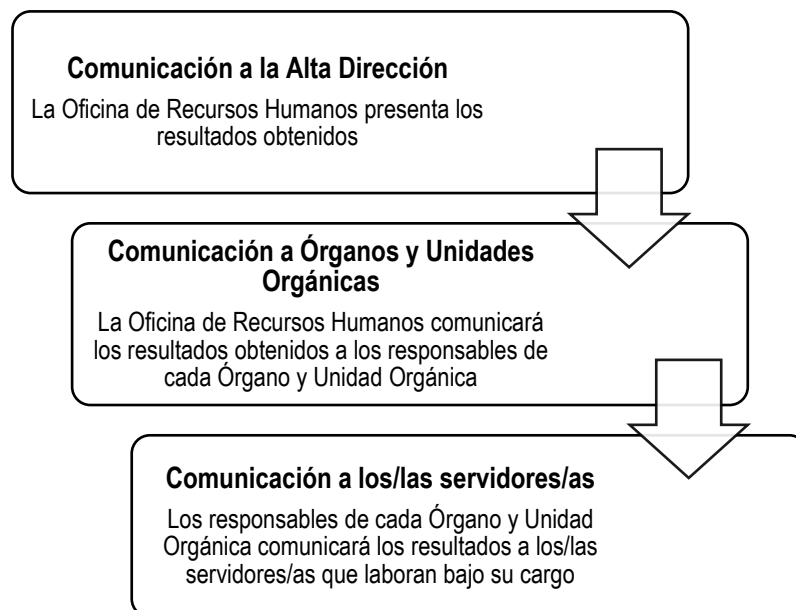 Comunicación a la Alta Dirección
La Oficina de Recursos Humanos presenta los
resultados obtenidos
Comunicación a Órganos y Unidades
Orgánicas
La Oficina de Recursos Humanos comunicará
los resultados obtenidos a los responsables de
cada Órgano y Unidad Orgánica
Comunicación a los/las servidores/as
Los responsables de cada Órgano y Unidad
Orgánica comunicará los resultados a los/las
servidores/as que laboran bajo su cargo